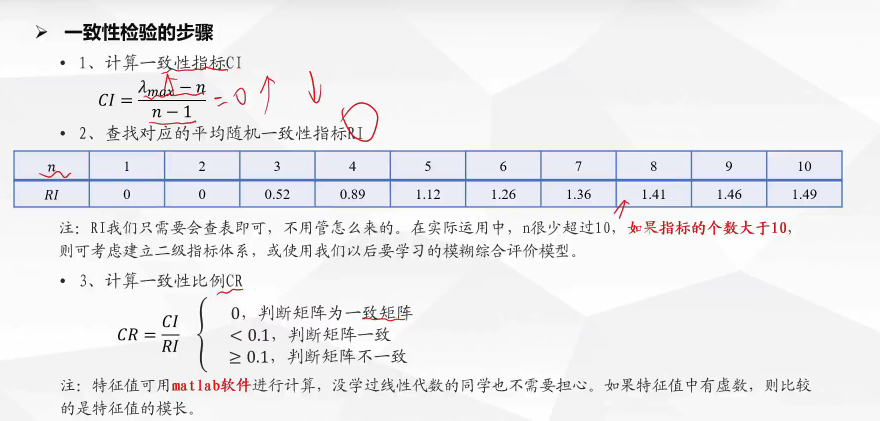 ➤ 一致性检验的步骤
• 1、计算一致性指标CI
CI = (λmax − n) / (n − 1) = 0 ↑ ↓
• 2、查找对应的平均随机一致性指标RI
n 1 2 3 4 5 6 7 8 9 10
RI 0 0 0.52 0.89 1.12 1.26 1.36 1.41 1.46 1.49
注：RI我们只需要会查表即可，不用管怎么来的。在实际运用中，n很少超过10，如果指标的个数大于10，
则可考虑建立二级指标体系，或使用我们以后要学习的模糊综合评价模型。
• 3、计算一致性比例CR
CR = CI / RI
0，判断矩阵为一致矩阵
< 0.1，判断矩阵一致
≥ 0.1，判断矩阵不一致
注：特征值可用matlab软件进行计算，没学过线性代数的同学也不需要担心。如果特征值中有虚数，则比较
的是特征值的模长。